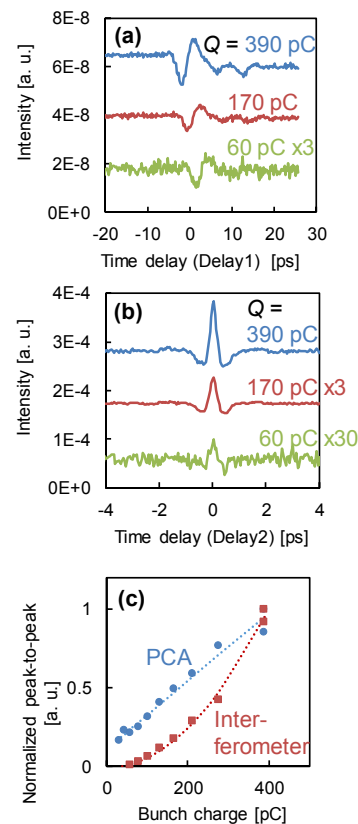 (a)
Q = 390 pC
170 pC
60 pC x3
Intensity [a. u.]
8E-8
6E-8
4E-8
2E-8
0E+0
-20 -10 0 10 20 30
Time delay (Delay1) [ps]
(b)
Q =
390 pC
170 pC x3
60 pC x30
Intensity [a. u.]
4E-4
3E-4
2E-4
1E-4
0E+0
-4 -2 0 2 4
Time delay (Delay2) [ps]
(c)
PCA
Inter-
ferometer
Normalized peak-to-peak
[a. u.]
1
0.5
0
0 200 400
Bunch charge [pC]